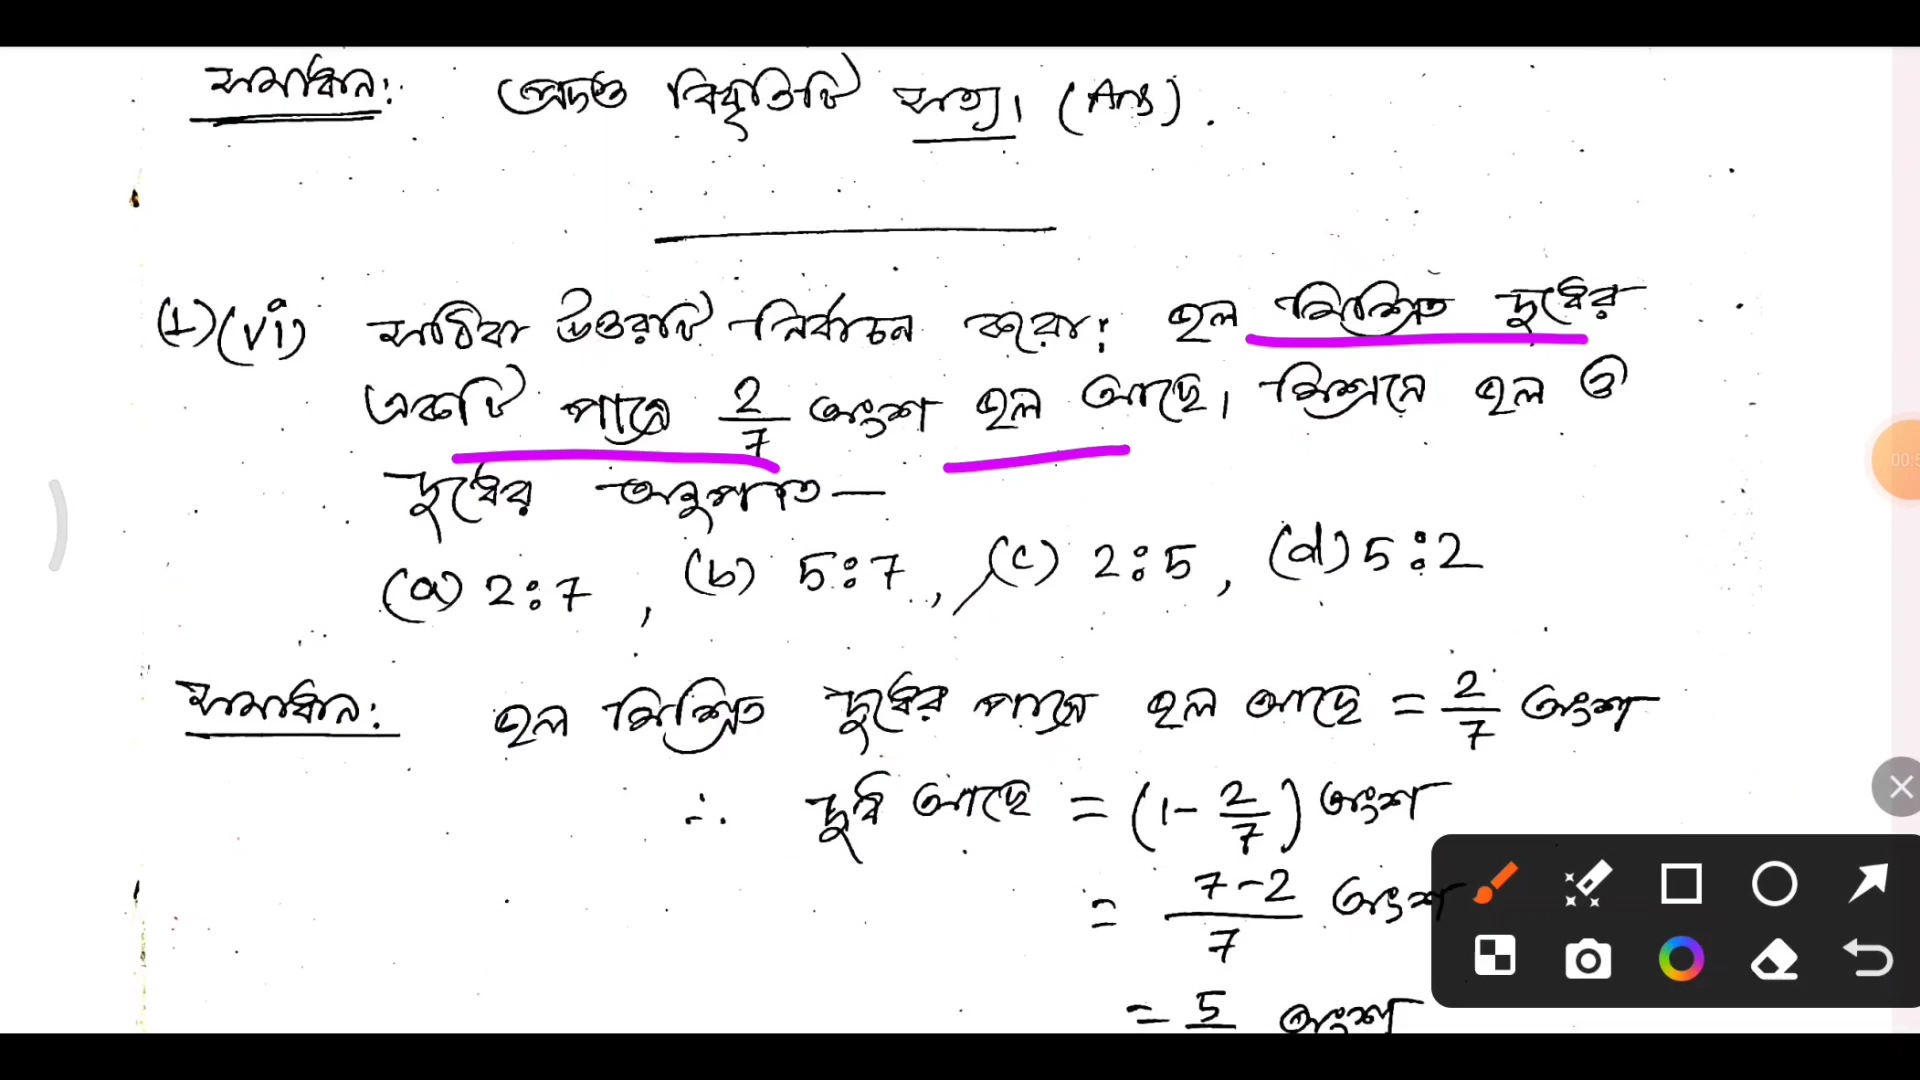 সমাধান: প্রদত্ত বিবৃতিটি সত্য। (Ans).
(1)(vi) সঠিক উত্তরটি নির্বাচন করো: জল মিশ্রিত দুধের
একটি পাত্রে 2/7 অংশ জল আছে। মিশ্রনে জল ও
দুধের অনুপাত —
(a) 2:7, (b) 5:7, (c) 2:5, (d) 5:2
সমাধান: জল মিশ্রিত দুধের পাত্রে জল আছে = 2/7 অংশ
∴ দুধ আছে = (1 - 2/7) অংশ
= 7-2/7 অংশ
= 5 অংশ